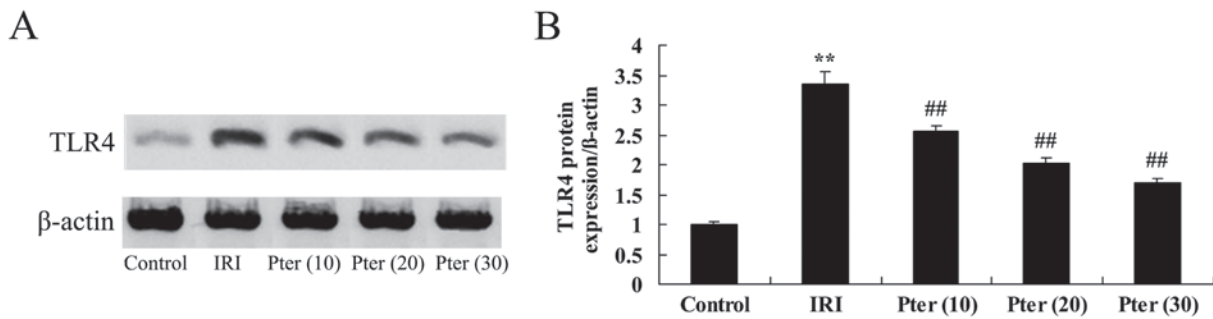 A
TLR4
β-actin
Control IRI Pter (10) Pter (20) Pter (30)
B
TLR4 protein
expression/ß-actin
4
3.5
3
2.5
2
1.5
1
0.5
0
**
##
##
##
Control IRI Pter (10) Pter (20) Pter (30)